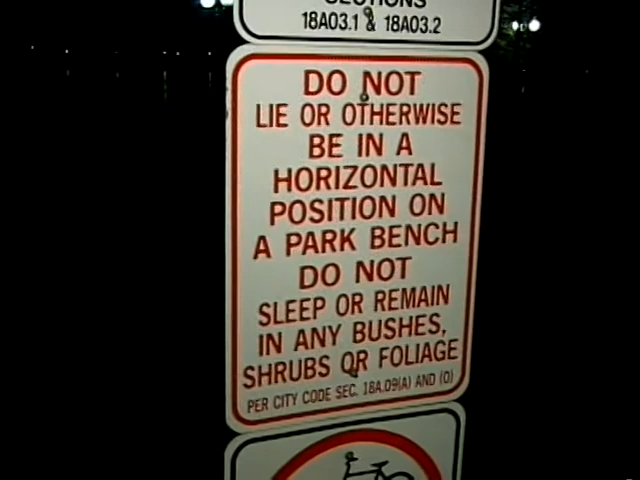 SECTIONS
18A03.1 & 18A03.2
DO NOT
LIE OR OTHERWISE
BE IN A
HORIZONTAL
POSITION ON
A PARK BENCH
DO NOT
SLEEP OR REMAIN
IN ANY BUSHES,
SHRUBS OR FOLIAGE
PER CITY CODE SEC. 18A.09(A) AND (O)